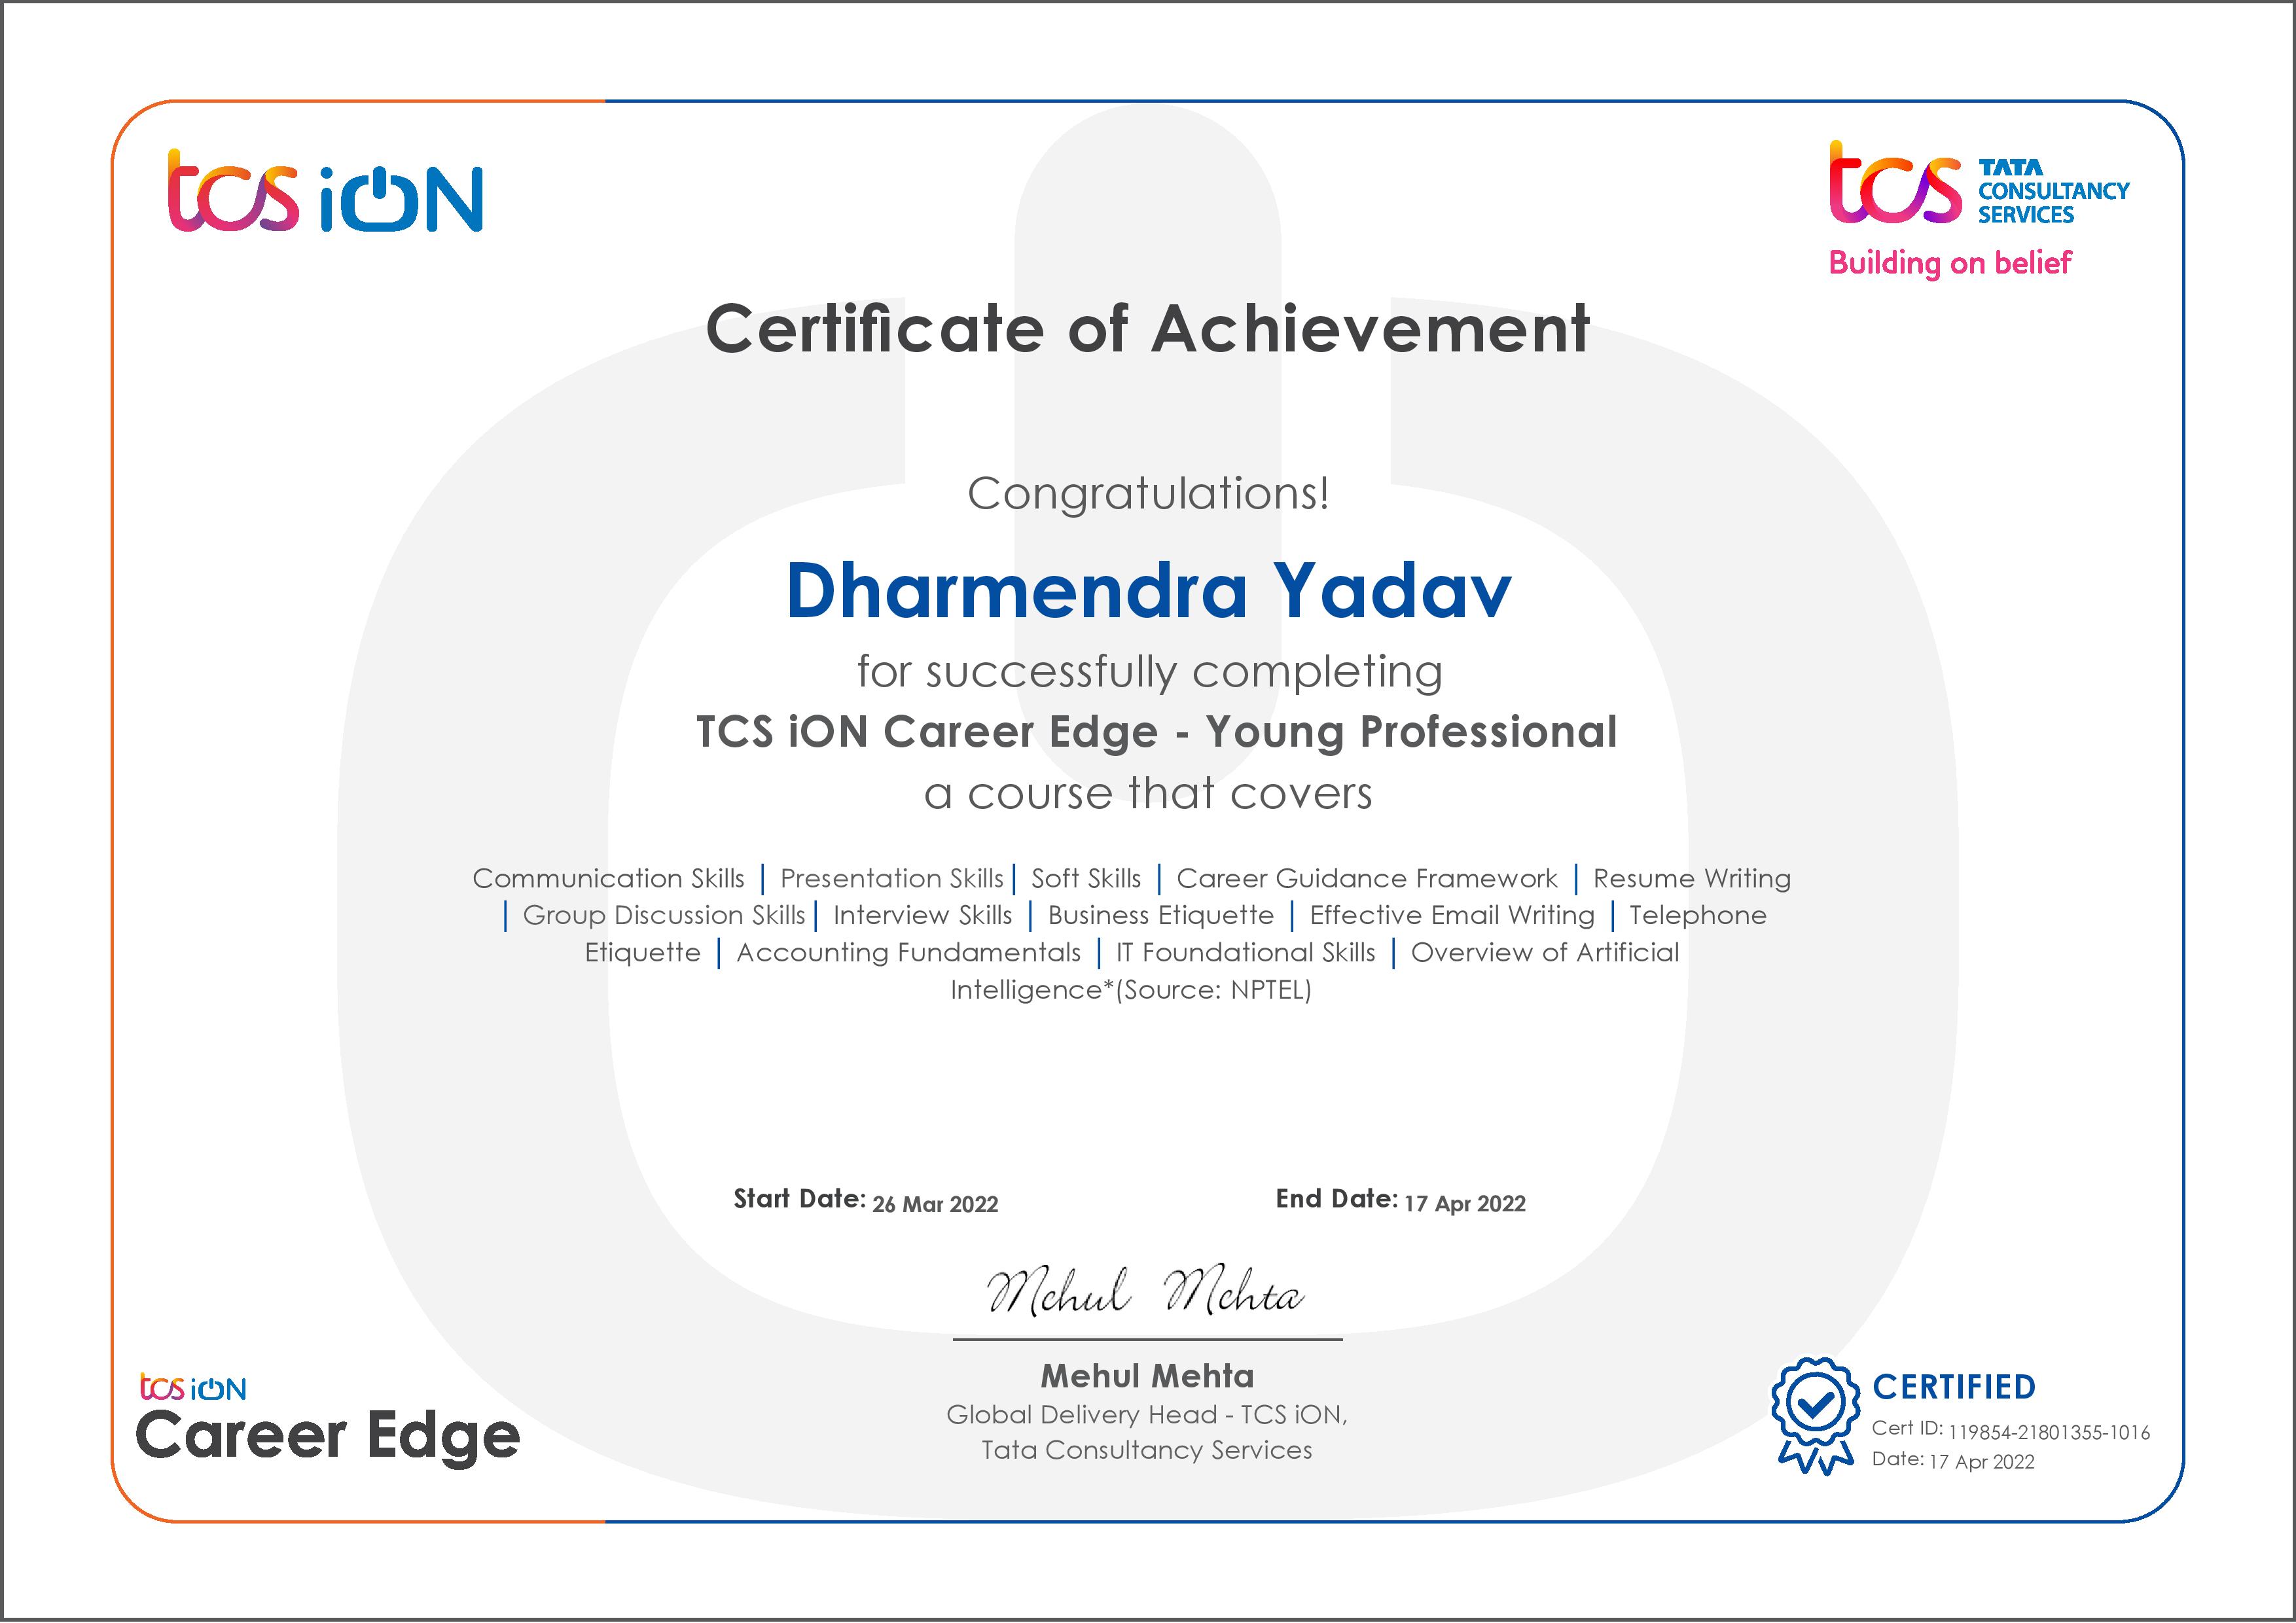 tcs iON
tcs TATA
CONSULTANCY
SERVICES
Building on belief
Certificate of Achievement
Congratulations!
Dharmendra Yadav
for successfully completing
TCS iON Career Edge - Young Professional
a course that covers
Communication Skills | Presentation Skills | Soft Skills | Career Guidance Framework | Resume Writing
| Group Discussion Skills | Interview Skills | Business Etiquette | Effective Email Writing | Telephone
Etiquette | Accounting Fundamentals | IT Foundational Skills | Overview of Artificial
Intelligence*(Source: NPTEL)
Start Date: 26 Mar 2022 End Date: 17 Apr 2022
Mehul Mehta
Mehul Mehta
Global Delivery Head - TCS iON,
Tata Consultancy Services
tcs iON
Career Edge
CERTIFIED
Cert ID: 119854-21801355-1016
Date: 17 Apr 2022